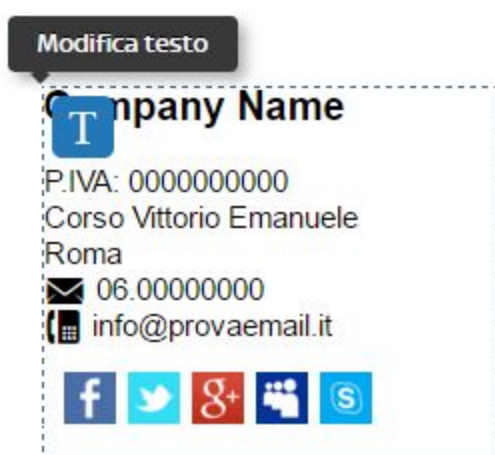 Modifica testo
Company Name
T
P.IVA: 0000000000
Corso Vittorio Emanuele
Roma
06.00000000
info@provaemail.it
f g+ S